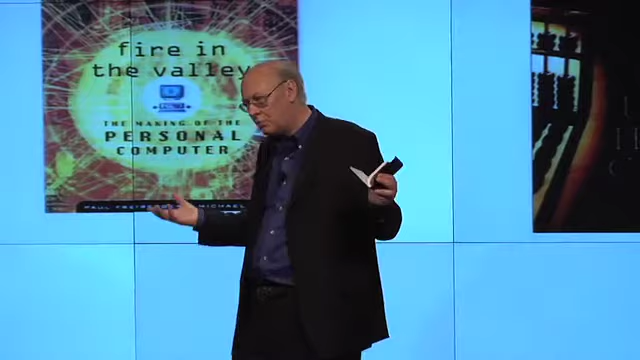 fire in
the valley
THE MAKING OF THE
PERSONAL
COMPUTER
PAUL FREIBERGER
MICHAEL